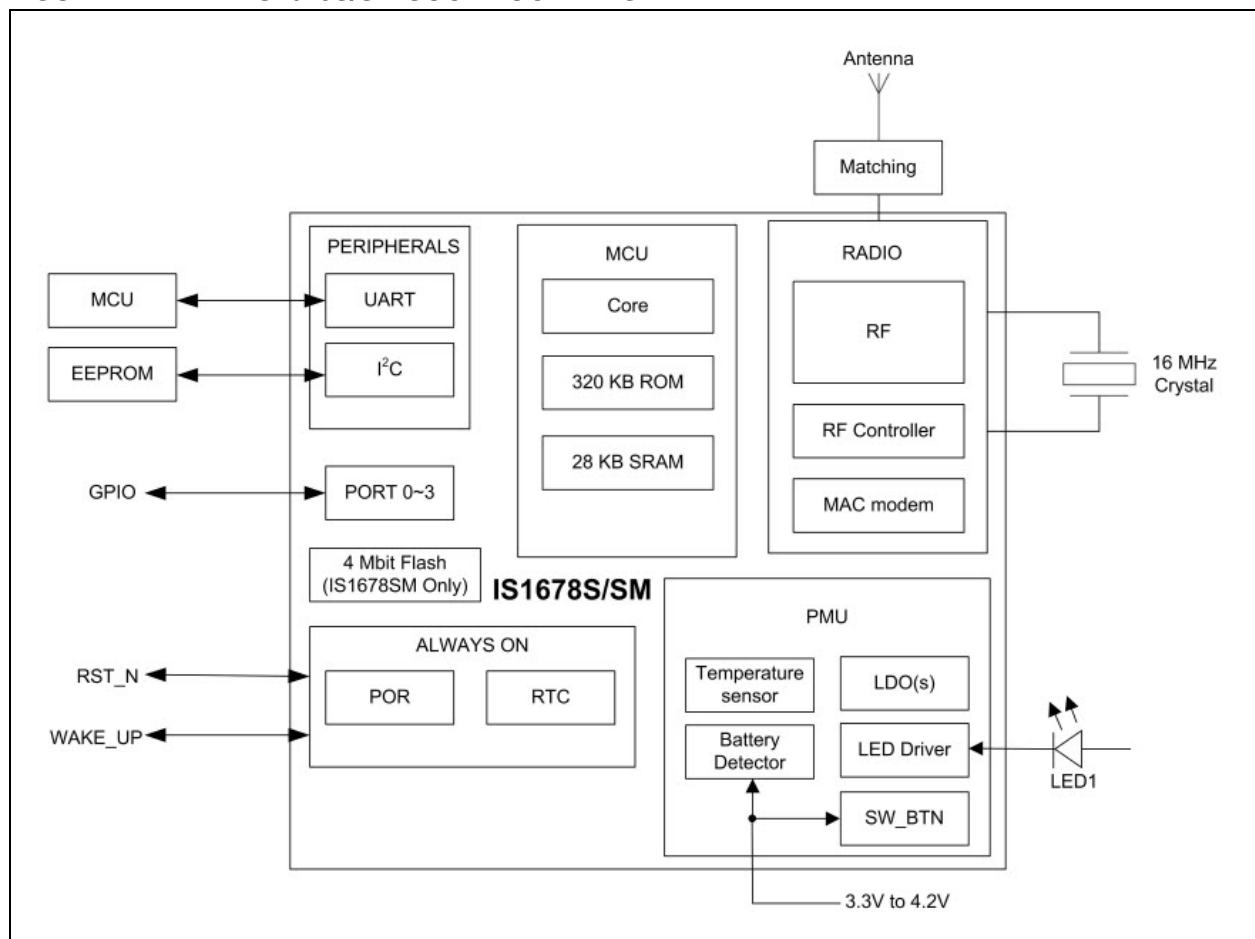 Antenna
Matching
PERIPHERALS
UART
I²C
MCU
EEPROM
MCU
Core
320 KB ROM
28 KB SRAM
RADIO
RF
RF Controller
MAC modem
16 MHz
Crystal
GPIO
PORT 0~3
4 Mbit Flash
(IS1678SM Only)
IS1678S/SM
ALWAYS ON
POR
RTC
RST_N
WAKE_UP
PMU
Temperature
sensor
LDO(s)
Battery
Detector
LED Driver
SW_BTN
LED1
3.3V to 4.2V